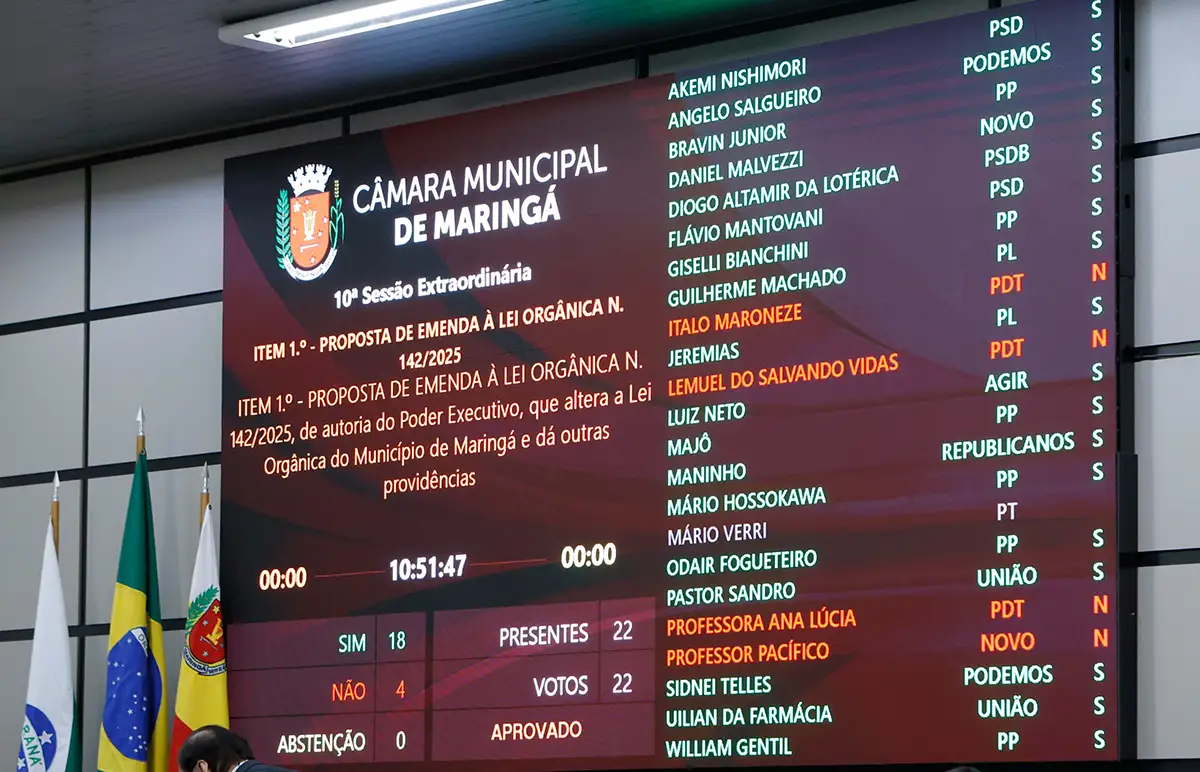 CÂMARA MUNICIPAL
DE MARINGÁ
10ª Sessão Extraordinária
ITEM 1.º - PROPOSTA DE EMENDA À LEI ORGÂNICA N.
142/2025
ITEM 1.º - PROPOSTA DE EMENDA À LEI ORGÂNICA N.
142/2025, de autoria do Poder Executivo, que altera a Lei
Orgânica do Município de Maringá e dá outras
providências
00:00 10:51:47 00:00
SIM 18 PRESENTES 22
NÃO 4 VOTOS 22
ABSTENÇÃO 0 APROVADO
AKEMI NISHIMORI PSD S
ANGELO SALGUEIRO PODEMOS S
BRAVIN JUNIOR PP S
DANIEL MALVEZZI NOVO S
DIOGO ALTAMIR DA LOTÉRICA PSDB S
FLÁVIO MANTOVANI PSD S
GISELLI BIANCHINI PP S
GUILHERME MACHADO PL S
ITALO MARONEZE PDT N
JEREMIAS PL S
LEMUEL DO SALVANDO VIDAS PDT N
LUIZ NETO AGIR S
MAJÔ PP S
MANINHO REPUBLICANOS S
MÁRIO HOSSOKAWA PP S
MÁRIO VERRI PT
ODAIR FOGUETEIRO PP S
PASTOR SANDRO UNIÃO S
PROFESSORA ANA LÚCIA PDT N
PROFESSOR PACÍFICO NOVO N
SIDNEI TELLES PODEMOS S
UILIAN DA FARMÁCIA UNIÃO S
WILLIAM GENTIL PP S